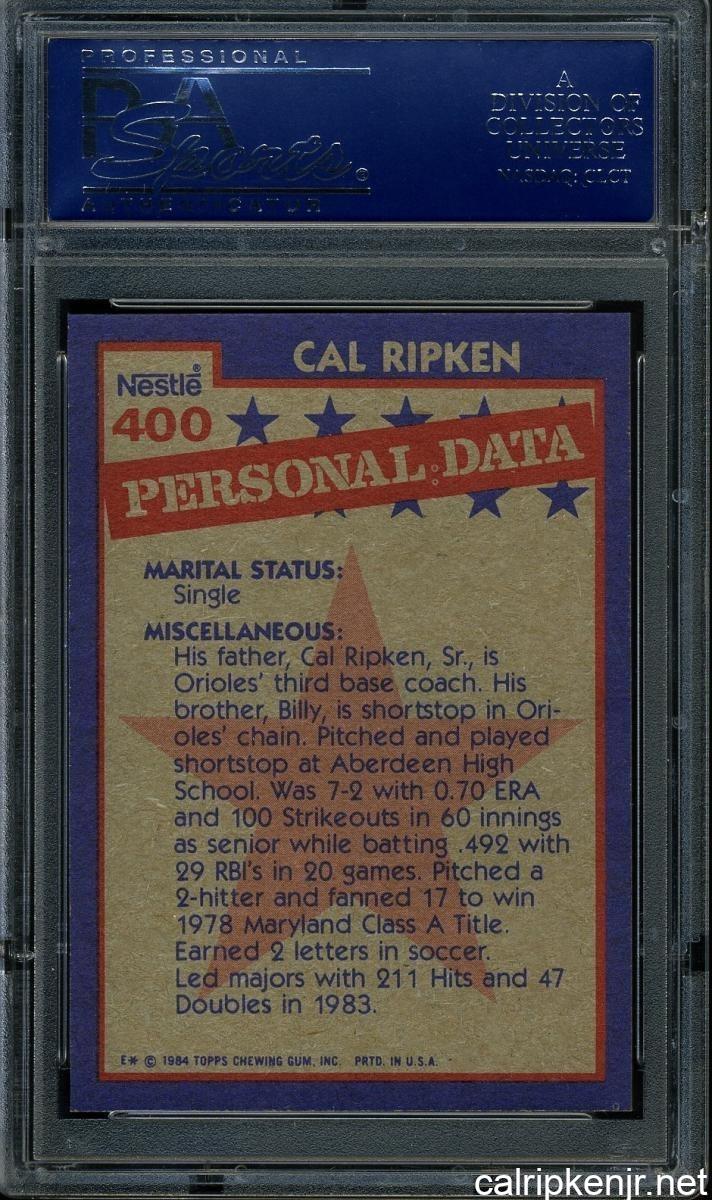 PROFESSIONAL
PSA
Sports®
AUTHENTICATOR
A
DIVISION OF
COLLECTORS
UNIVERSE
NASDAQ: CLCT
CAL RIPKEN
Nestlé®
400
PERSONAL DATA
MARITAL STATUS:
Single
MISCELLANEOUS:
His father, Cal Ripken, Sr., is
Orioles' third base coach. His
brother, Billy, is shortstop in Ori-
oles' chain. Pitched and played
shortstop at Aberdeen High
School. Was 7-2 with 0.70 ERA
and 100 Strikeouts in 60 innings
as senior while batting .492 with
29 RBI's in 20 games. Pitched a
2-hitter and fanned 17 to win
1978 Maryland Class A Title.
Earned 2 letters in soccer.
Led majors with 211 Hits and 47
Doubles in 1983.
E* © 1984 TOPPS CHEWING GUM, INC. PRTD. IN U.S.A.
calripkenjr.net